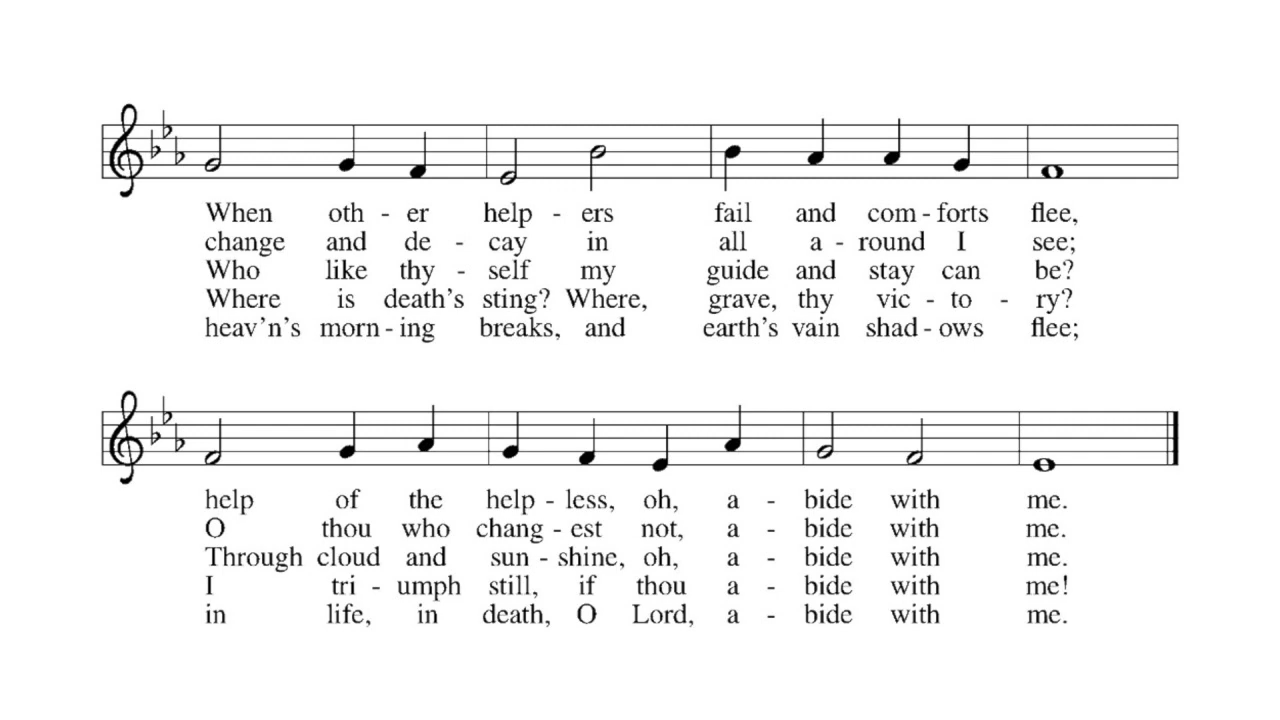 When oth - er help - ers fail and com - forts flee,
change and de - cay in all a - round I see;
Who like thy - self my guide and stay can be?
Where is death's sting? Where, grave, thy vic - to - ry?
heav'n's morn - ing breaks, and earth's vain shad - ows flee;
help of the help - less, oh, a - bide with me.
O thou who chang - est not, a - bide with me.
Through cloud and sun - shine, oh, a - bide with me.
I tri - umph still, if thou a - bide with me!
in life, in death, O Lord, a - bide with me.